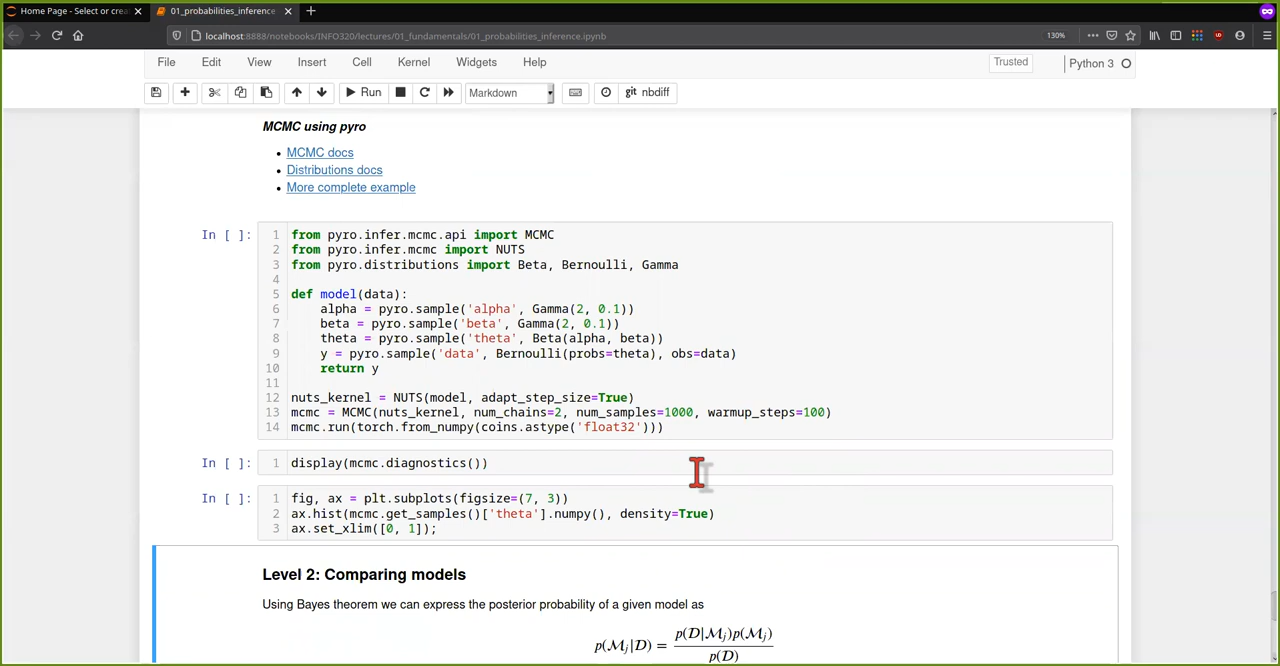 Home Page - Select or crea
01_probabilities_inference
localhost:8888/notebooks/INFO320/lectures/01_fundamentals/01_probabilities_inference.ipynb
130%
File Edit View Insert Cell Kernel Widgets Help Trusted Python 3
Run Markdown git nbdiff
MCMC using pyro
• MCMC docs
• Distributions docs
• More complete example
In [ ]:
1 from pyro.infer.mcmc.api import MCMC
2 from pyro.infer.mcmc import NUTS
3 from pyro.distributions import Beta, Bernoulli, Gamma
4
5 def model(data):
6     alpha = pyro.sample('alpha', Gamma(2, 0.1))
7     beta = pyro.sample('beta', Gamma(2, 0.1))
8     theta = pyro.sample('theta', Beta(alpha, beta))
9     y = pyro.sample('data', Bernoulli(probs=theta), obs=data)
10     return y
11
12 nuts_kernel = NUTS(model, adapt_step_size=True)
13 mcmc = MCMC(nuts_kernel, num_chains=2, num_samples=1000, warmup_steps=100)
14 mcmc.run(torch.from_numpy(coins.astype('float32')))
In [ ]:
1 display(mcmc.diagnostics())
In [ ]:
1 fig, ax = plt.subplots(figsize=(7, 3))
2 ax.hist(mcmc.get_samples()['theta'].numpy(), density=True)
3 ax.set_xlim([0, 1]);
Level 2: Comparing models
Using Bayes theorem we can express the posterior probability of a given model as
p(ℳj|D) = p(D|ℳj)p(ℳj) / p(D)